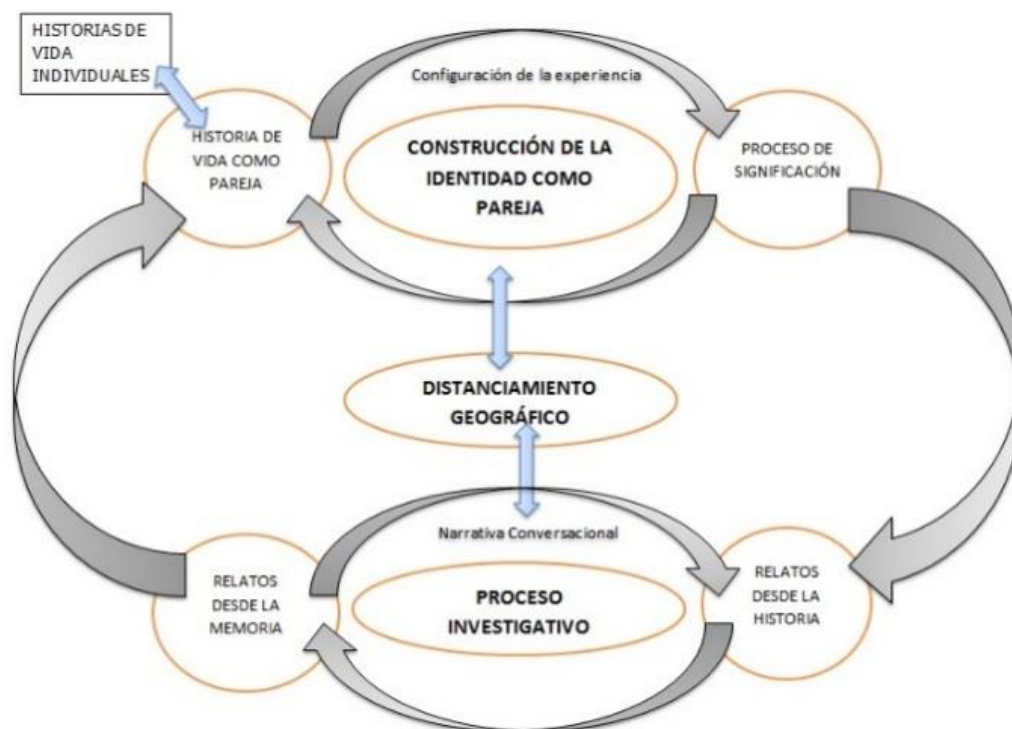 HISTORIAS DE
VIDA
INDIVIDUALES
Configuración de la experiencia
HISTORIA DE
VIDA COMO
PAREJA
CONSTRUCCIÓN DE LA
IDENTIDAD COMO
PAREJA
PROCESO DE
SIGNIFICACIÓN
DISTANCIAMIENTO
GEOGRÁFICO
Narrativa Conversacional
RELATOS
DESDE LA
MEMORIA
PROCESO
INVESTIGATIVO
RELATOS
DESDE LA
HISTORIA